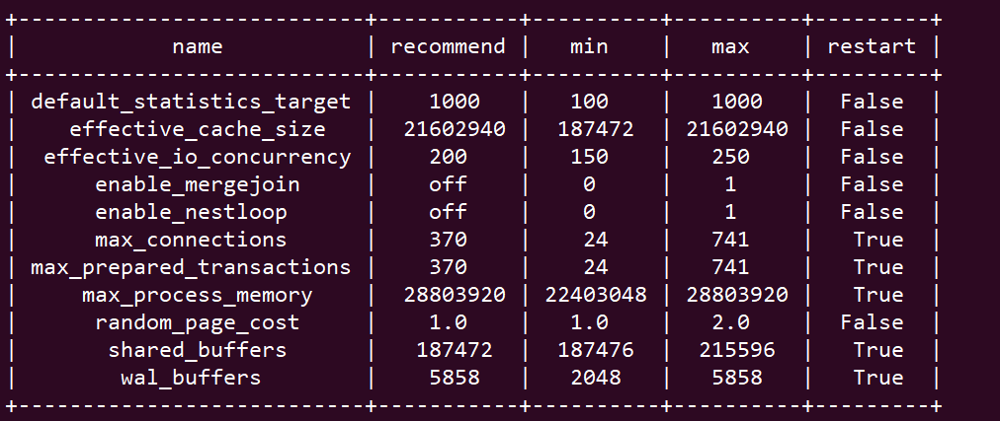 +---------------------------+-----------+----------+----------+---------+
| name | recommend | min | max | restart |
+---------------------------+-----------+----------+----------+---------+
| default_statistics_target | 1000 | 100 | 1000 | False |
| effective_cache_size | 21602940 | 187472 | 21602940 | False |
| effective_io_concurrency | 200 | 150 | 250 | False |
| enable_mergejoin | off | 0 | 1 | False |
| enable_nestloop | off | 0 | 1 | False |
| max_connections | 370 | 24 | 741 | True |
| max_prepared_transactions | 370 | 24 | 741 | True |
| max_process_memory | 28803920 | 22403048 | 28803920 | True |
| random_page_cost | 1.0 | 1.0 | 2.0 | False |
| shared_buffers | 187472 | 187476 | 215596 | True |
| wal_buffers | 5858 | 2048 | 5858 | True |
+---------------------------+-----------+----------+----------+---------+